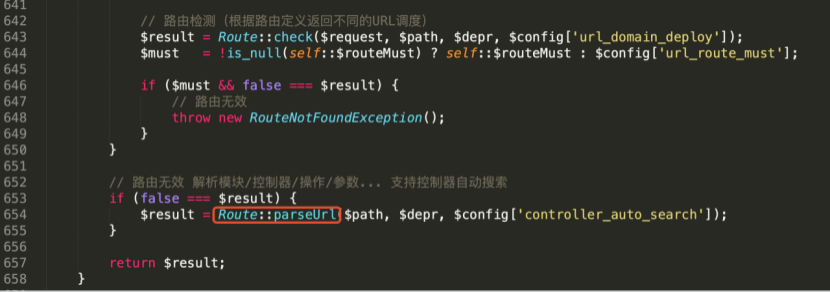 641
642 // 路由检测（根据路由定义返回不同的URL调度）
643 $result = Route::check($request, $path, $depr, $config['url_domain_deploy']);
644 $must   = !is_null(self::$routeMust) ? self::$routeMust : $config['url_route_must'];
645
646 if ($must && false === $result) {
647 // 路由无效
648 throw new RouteNotFoundException();
649 }
650 }
651
652 // 路由无效 解析模块/控制器/操作/参数... 支持控制器自动搜索
653 if (false === $result) {
654 $result = Route::parseUrl($path, $depr, $config['controller_auto_search']);
655 }
656
657 return $result;
658 }